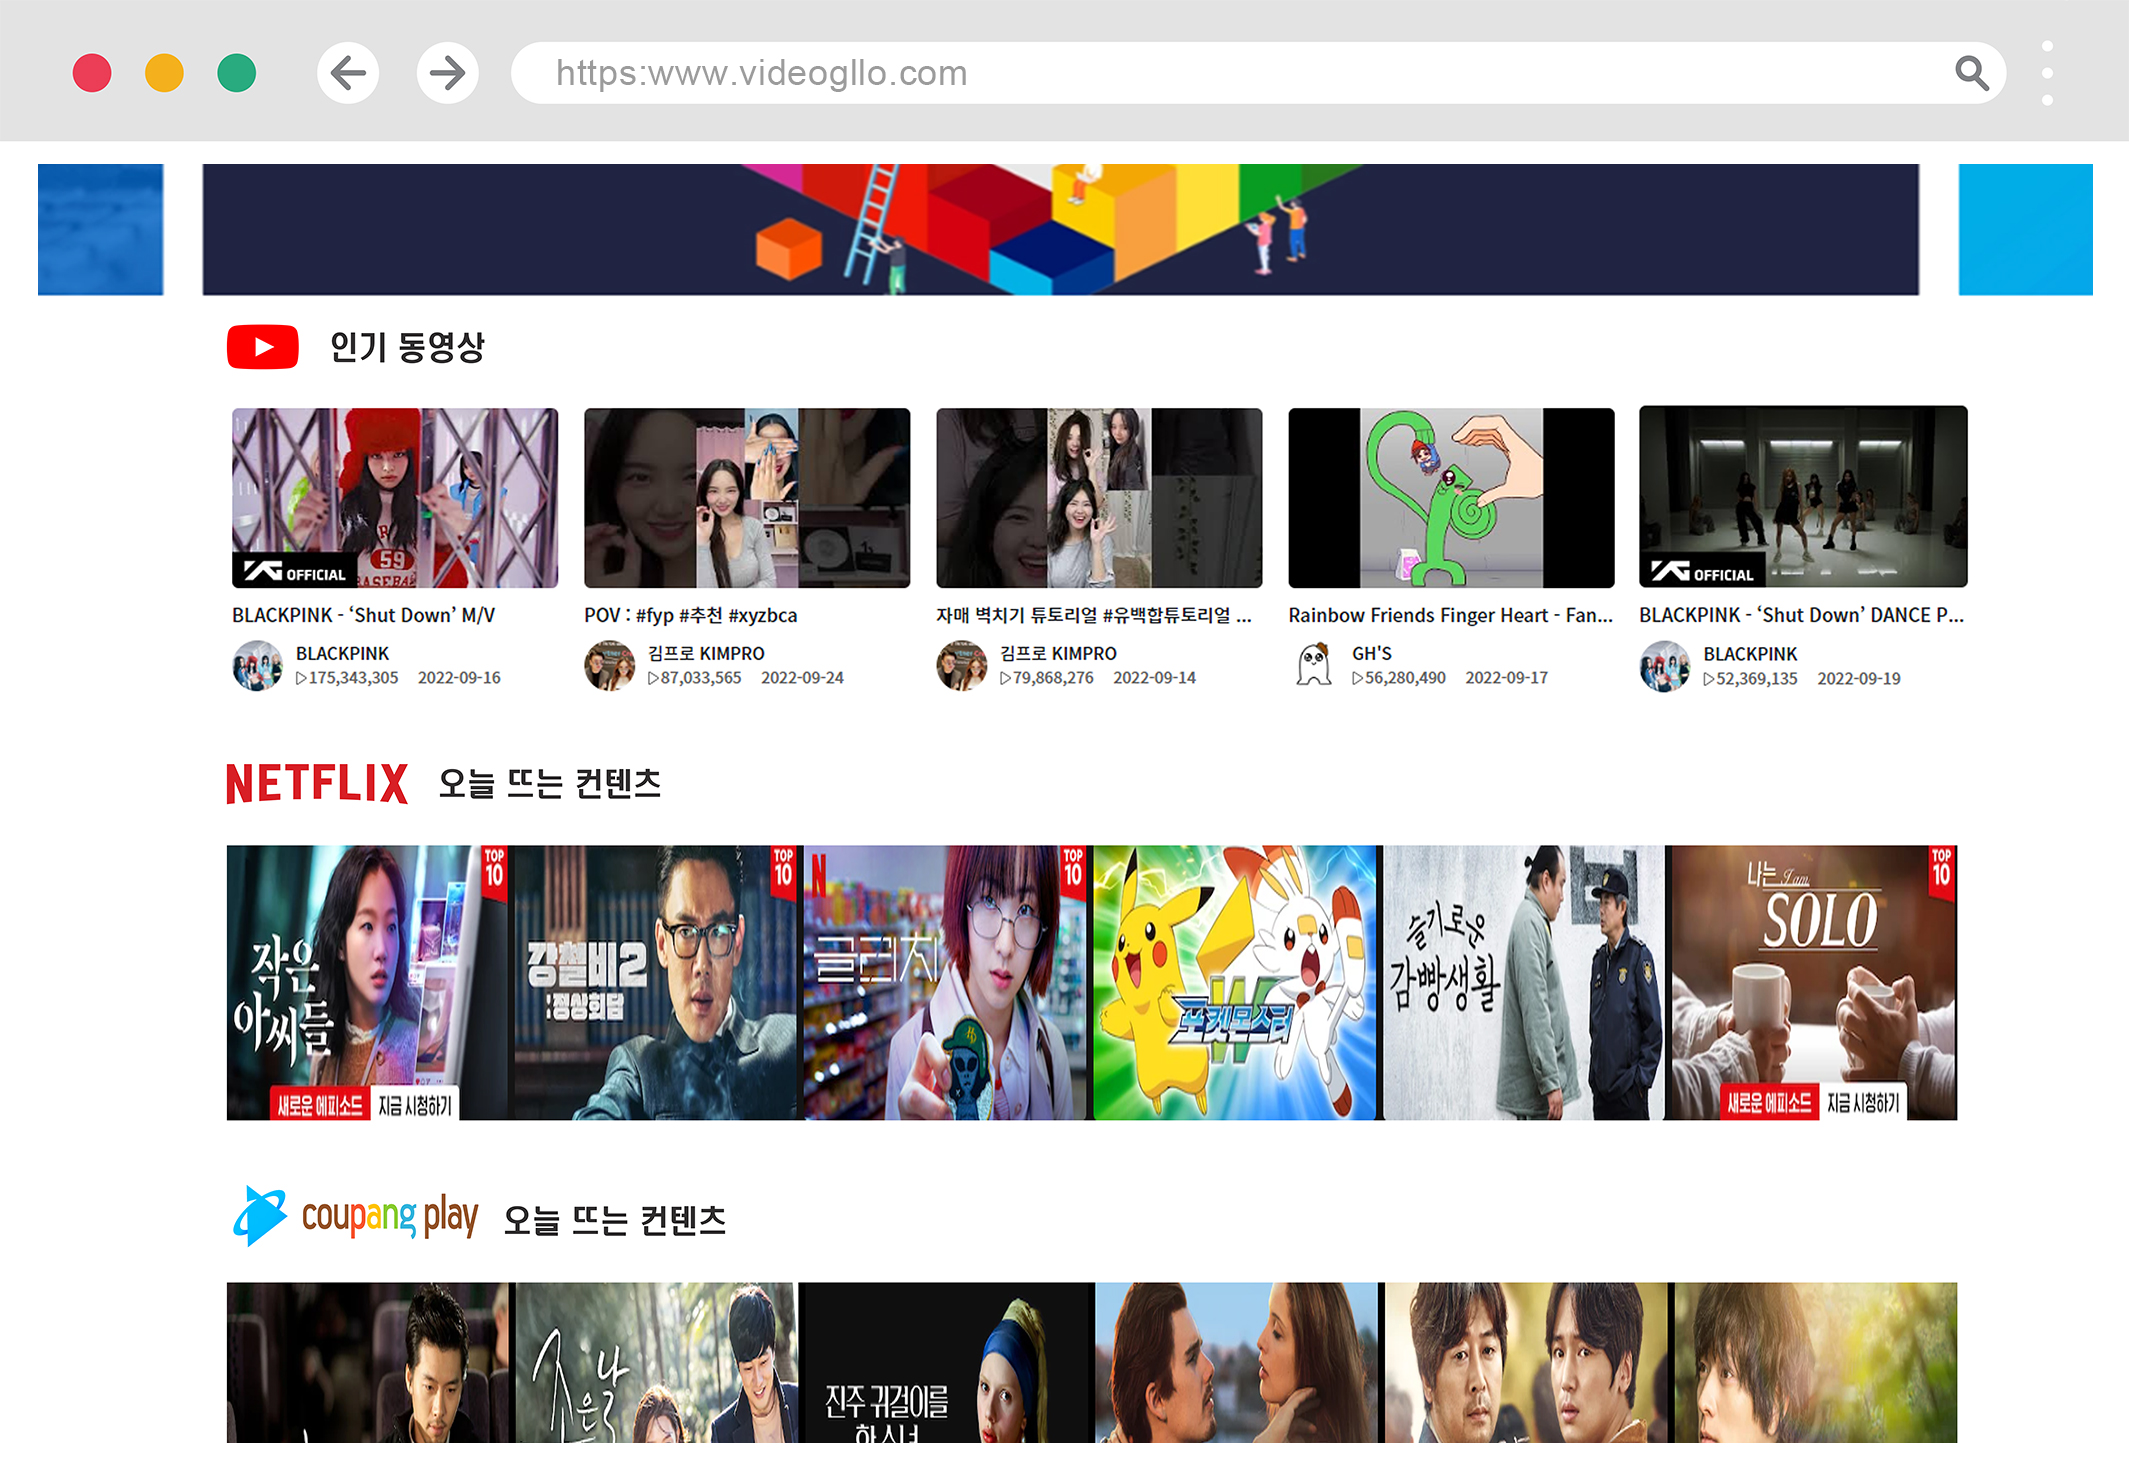 https:www.videogllo.com
인기 동영상
YG OFFICIAL
R
59
BASEBA
YG OFFICIAL
BLACKPINK - ‘Shut Down’ M/V
POV : #fyp #추천 #xyzbca
자매 벽치기 튜토리얼 #유백합튜토리얼 ...
Rainbow Friends Finger Heart - Fan...
BLACKPINK - ‘Shut Down’ DANCE P...
BLACKPINK
175,343,305 2022-09-16
김프로 KIMPRO
87,033,565 2022-09-24
김프로 KIMPRO
79,868,276 2022-09-14
GH'S
56,280,490 2022-09-17
BLACKPINK
52,369,135 2022-09-19
NETFLIX 오늘 뜨는 컨텐츠
작은
아씨들
TOP
10
새로운 에피소드 지금 시청하기
강철비2
:정상회담
TOP
10
N
글리치
TOP
10
포켓몬스터
W
슬기로운
감빵생활
나는 I am
SOLO
TOP
10
새로운 에피소드 지금 시청하기
coupang play 오늘 뜨는 컨텐츠
진주 귀걸이를
한 소녀